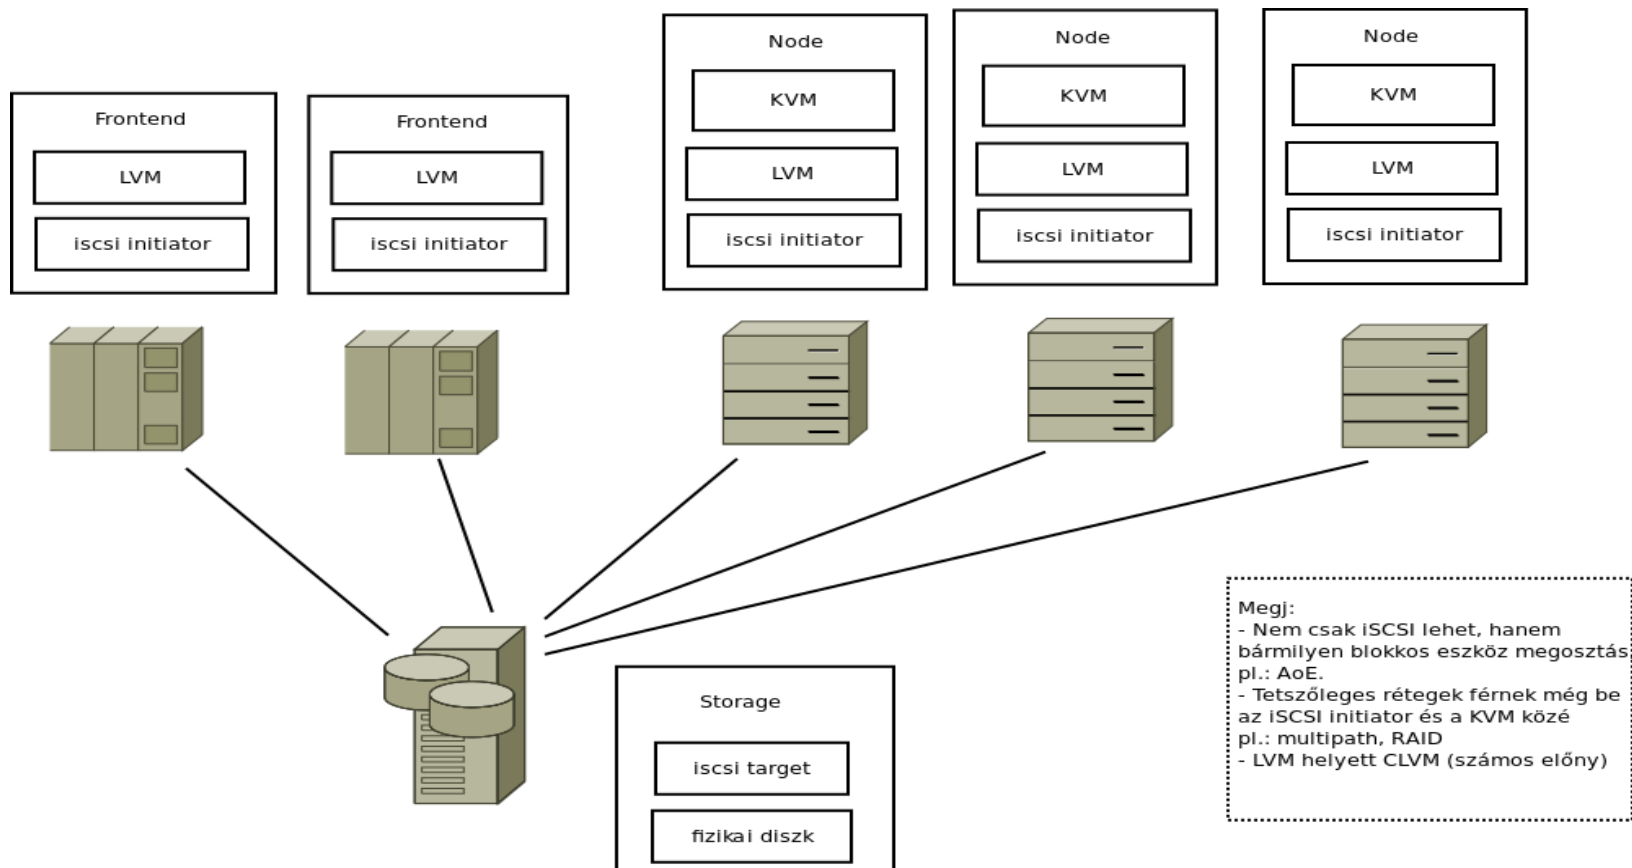 Frontend
LVM
iscsi initiator
Frontend
LVM
iscsi initiator
Node
KVM
LVM
iscsi initiator
Node
KVM
LVM
iscsi initiator
Node
KVM
LVM
iscsi initiator
Storage
iscsi target
fizikai diszk
Megj:
- Nem csak iSCSI lehet, hanem
bármilyen blokkos eszköz megosztás
pl.: AoE.
- Tetszőleges rétegek férnek még be
az iSCSI initiator és a KVM közé
pl.: multipath, RAID
- LVM helyett CLVM (számos előny)